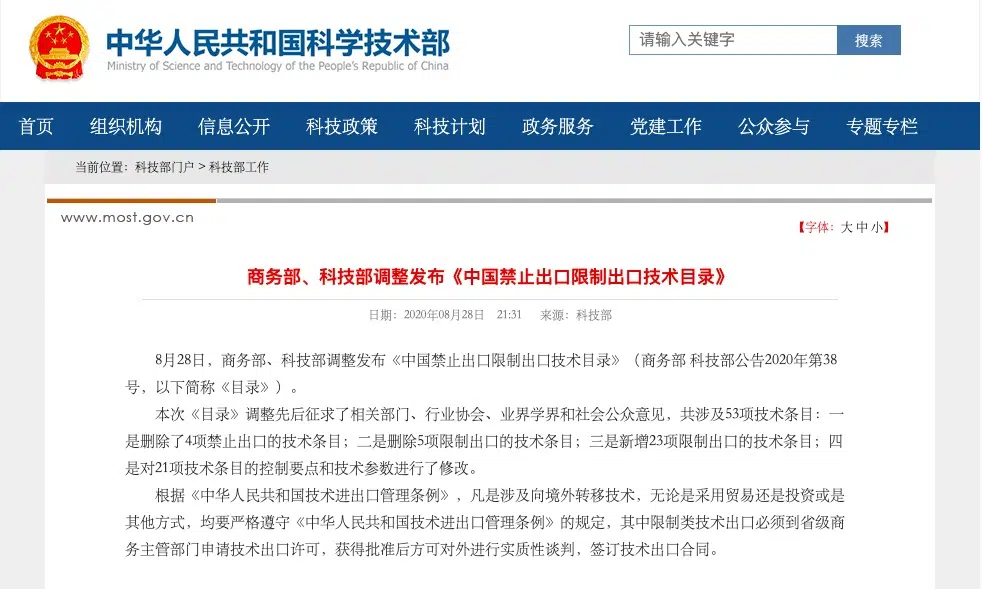 中华人民共和国科学技术部
Ministry of Science and Technology of the People's Republic of China
请输入关键字
搜索
首页 组织机构 信息公开 科技政策 科技计划 政务服务 党建工作 公众参与 专题专栏
当前位置：科技部门户 > 科技部工作
www.most.gov.cn
【字体：大 中 小】
商务部、科技部调整发布《中国禁止出口限制出口技术目录》
日期：2020年08月28日 21:31 来源：科技部
8月28日，商务部、科技部调整发布《中国禁止出口限制出口技术目录》（商务部 科技部公告2020年第38
号，以下简称《目录》）。
本次《目录》调整先后征求了相关部门、行业协会、业界学界和社会公众意见，共涉及53项技术条目：一
是删除了4项禁止出口的技术条目；二是删除5项限制出口的技术条目；三是新增23项限制出口的技术条目；四
是对21项技术条目的控制要点和技术参数进行了修改。
根据《中华人民共和国技术进出口管理条例》，凡是涉及向境外转移技术，无论是采用贸易还是投资或是
其他方式，均要严格遵守《中华人民共和国技术进出口管理条例》的规定，其中限制类技术出口必须到省级商
务主管部门申请技术出口许可，获得批准后方可对外进行实质性谈判，签订技术出口合同。